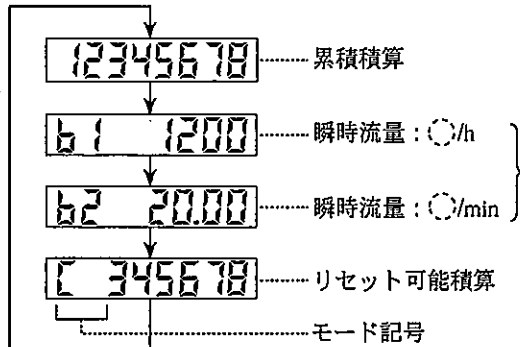 12345678 累積積算
b1 1200 瞬時流量：◌/h
b2 20.00 瞬時流量：◌/min
C 345678 リセット可能積算
モード記号